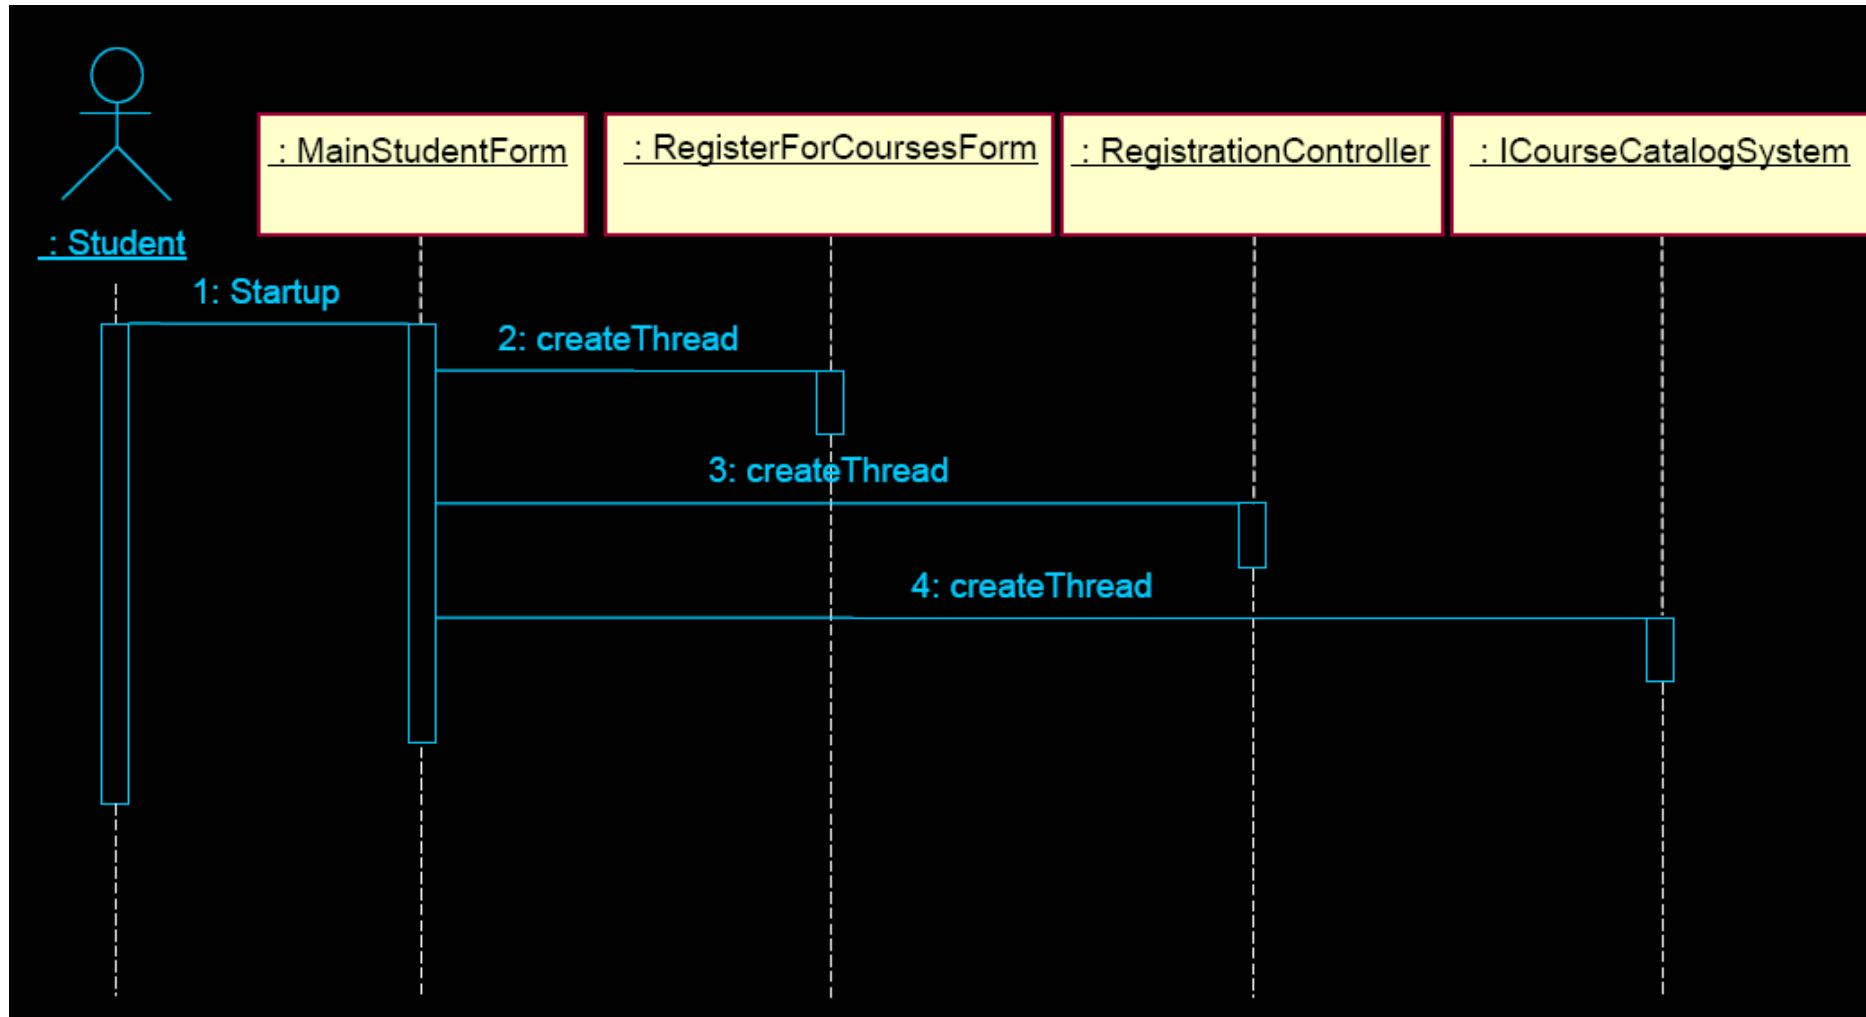 : Student
: MainStudentForm
: RegisterForCoursesForm
: RegistrationController
: ICourseCatalogSystem
1: Startup
2: createThread
3: createThread
4: createThread